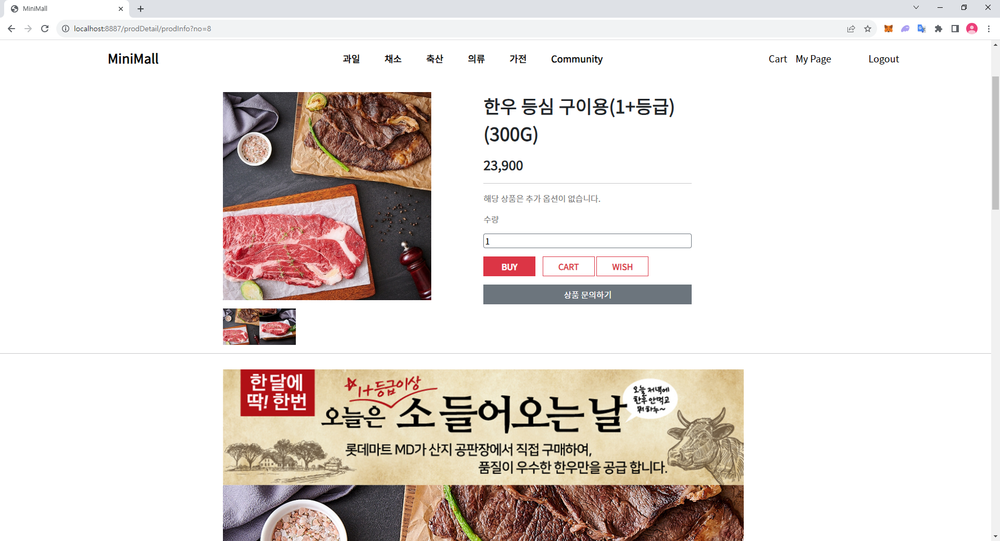 MiniMall
localhost:8887/prodDetail/prodInfo?no=8
MiniMall
과일 채소 축산 의류 가전 Community
Cart My Page Logout
한우 등심 구이용(1+등급)
(300G)
23,900
해당 상품은 추가 옵션이 없습니다.
수량
1
BUY CART WISH
상품 문의하기
한달에
딱! 한번
1+등급이상
오늘은 소 들어오는 날
오늘 저녁에
한우 안먹고
뭐하누~
롯데마트 MD가 산지 공판장에서 직접 구매하여,
품질이 우수한 한우만을 공급 합니다.